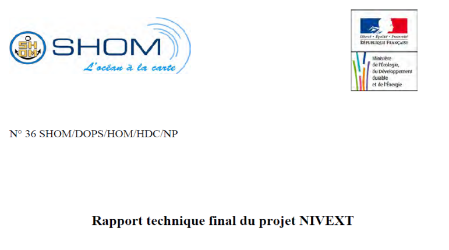 SHOM
L'océan à la carte
Liberté • Égalité • Fraternité
RÉPUBLIQUE FRANÇAISE
Ministère
de l'Écologie,
du Développement
durable
et de l'Énergie
N° 36 SHOM/DOPS/HOM/HDC/NP
Rapport technique final du projet NIVEXT